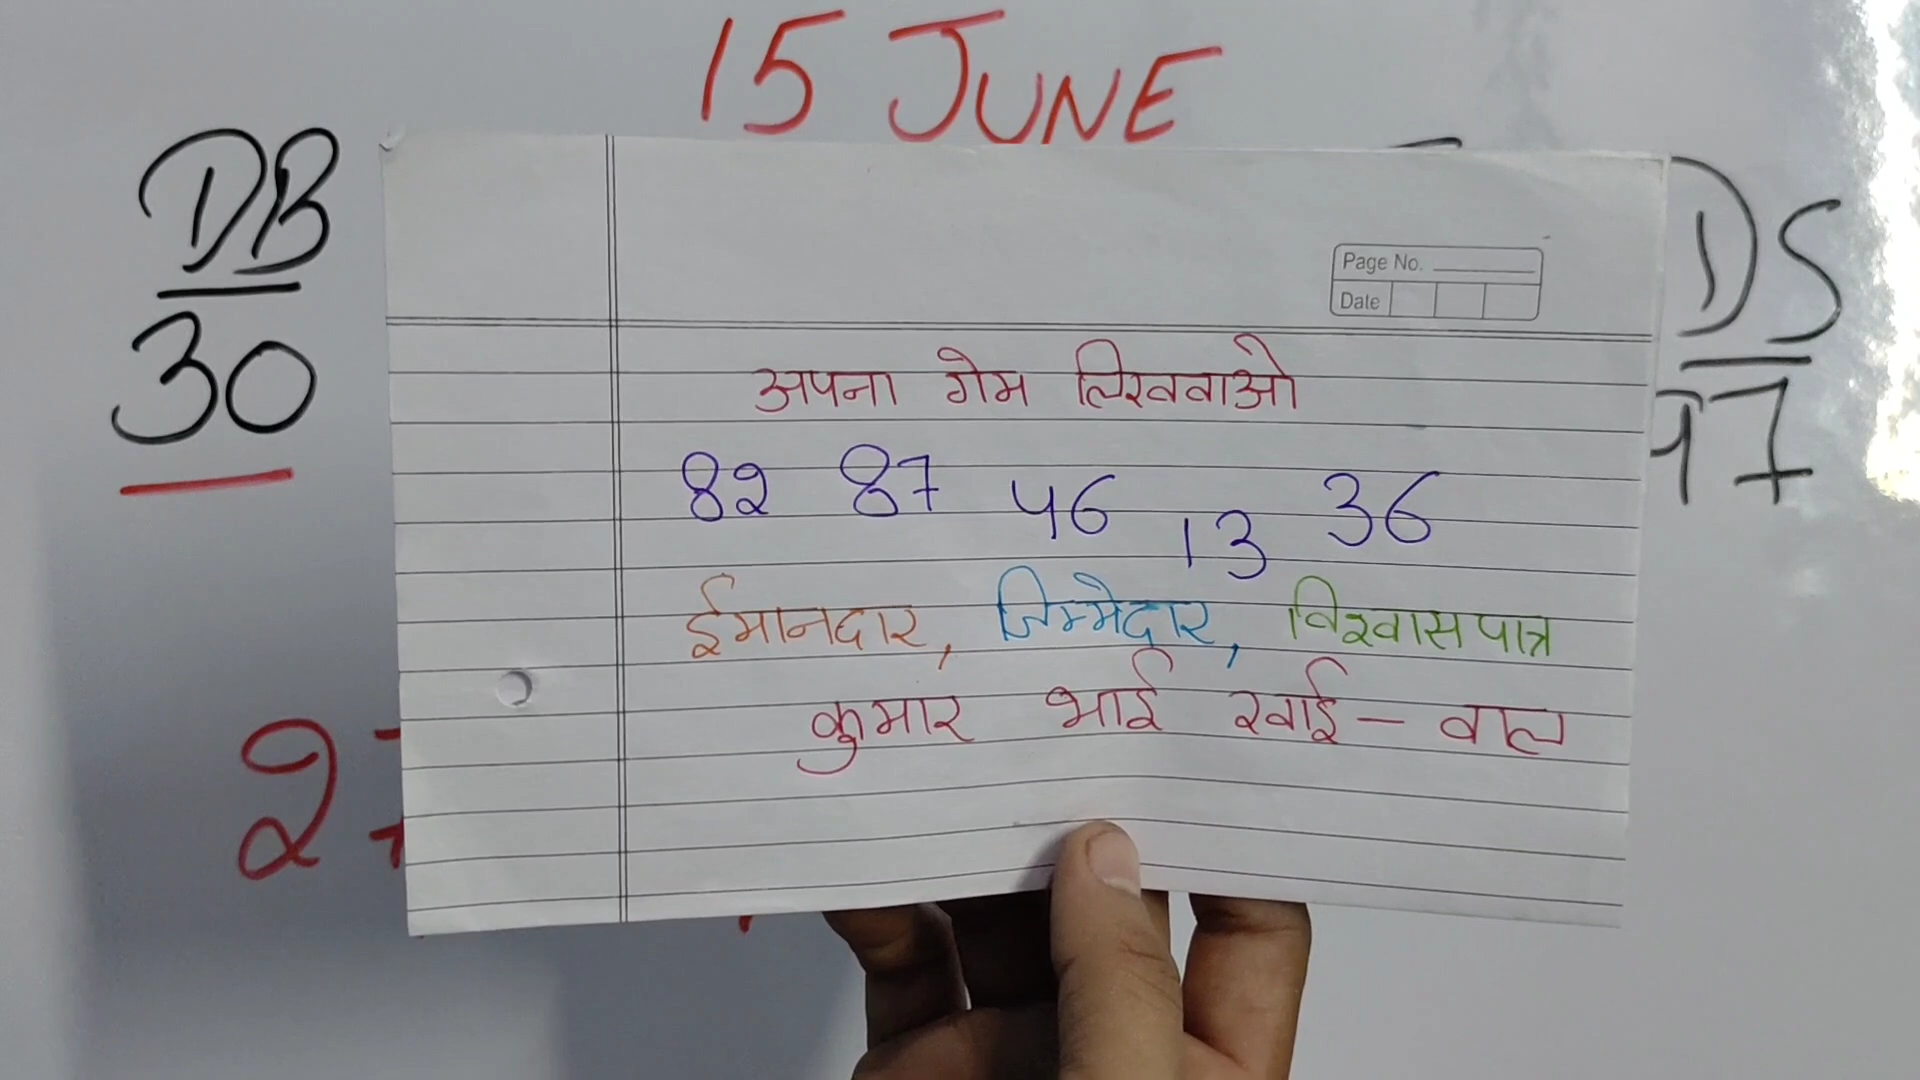 15 JUNE
DB
30
DS
Page No.
Date
अपना गेम लिखवाओ
82 87 46 13 36
ईमानदार, जिम्मेदार, विश्वासपात्र
कुमार भाई खाई - वाल